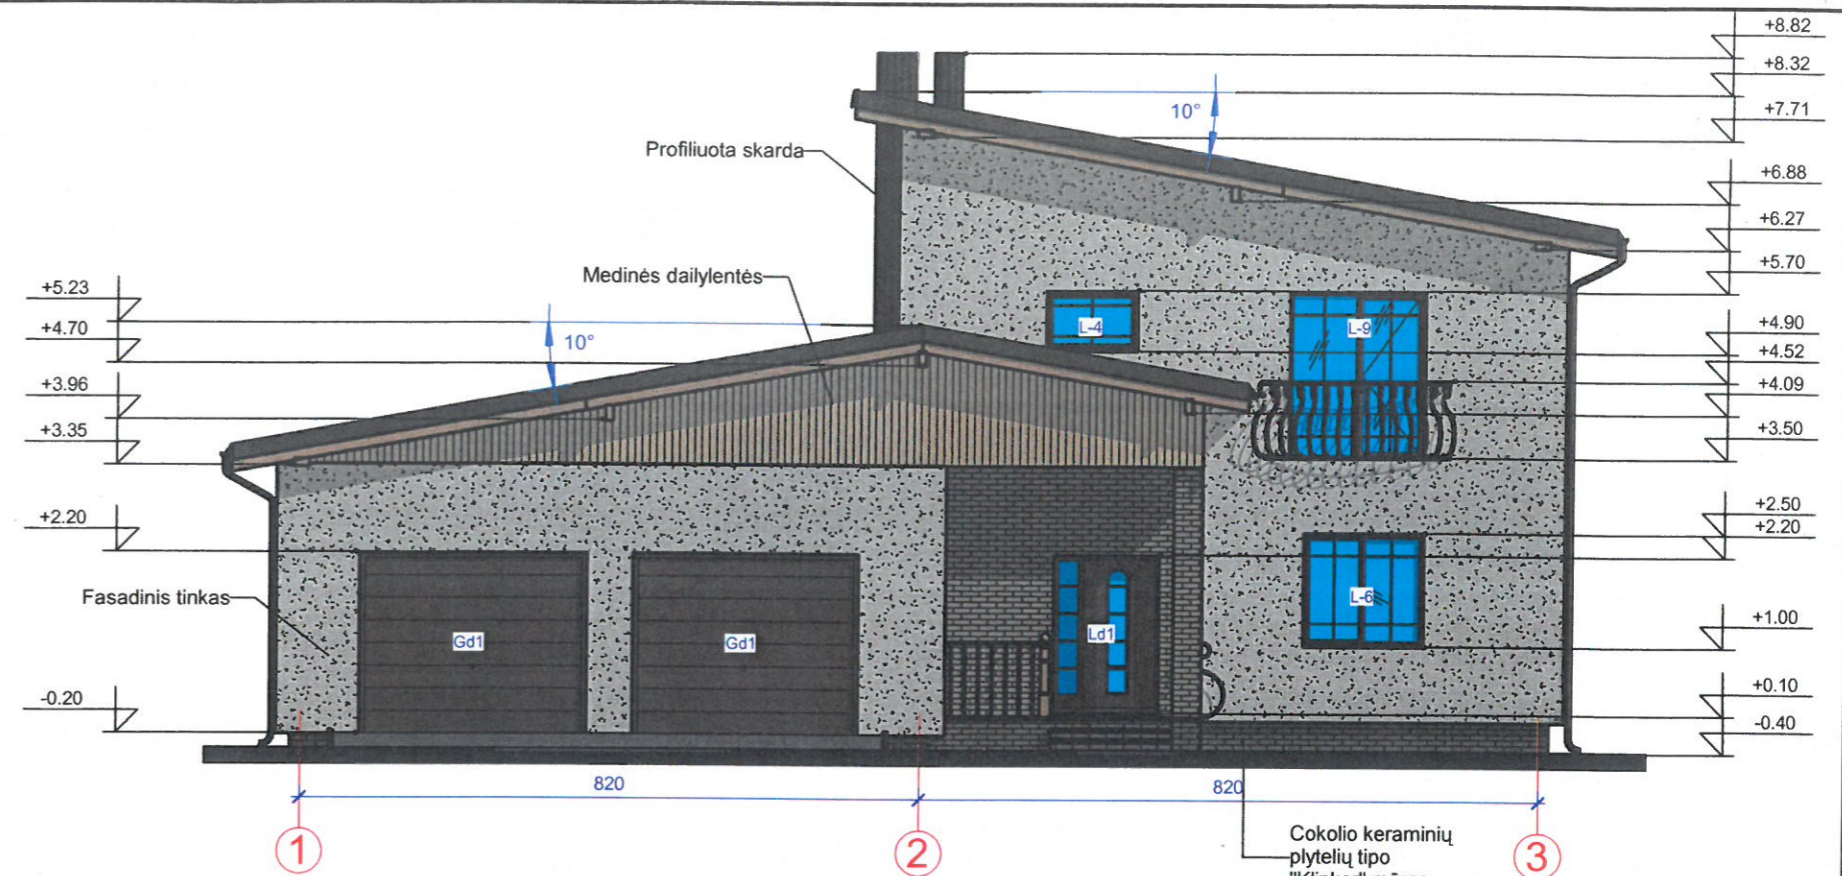 +8.82
+8.32
+7.71
10°
Profiliuota skarda
+6.88
+6.27
Medinės dailylentės
+5.70
+5.23
+4.70
10°
L-4
L-9
+4.90
+4.52
+3.96
+4.09
+3.35
+3.50
+2.20
+2.50
+2.20
Fasadinis tinkas
L-6
+1.00
Gd1
Gd1
Ld1
-0.20
+0.10
-0.40
820
820
1
2
3
Cokolio keraminių
plytelių tipo